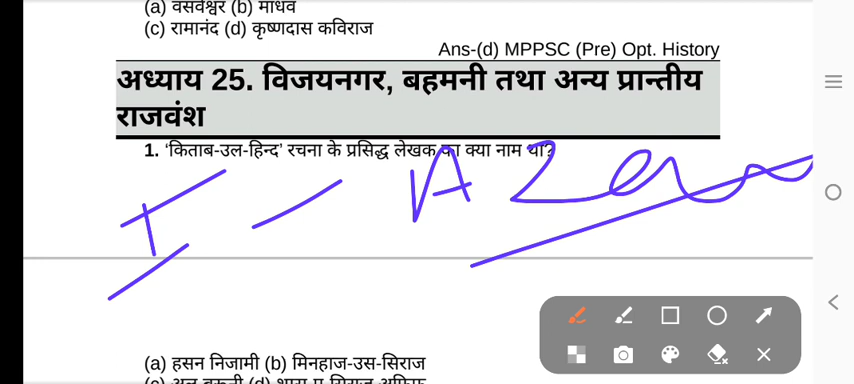 (a) वसवेश्वर (b) माधव
(c) रामानंद (d) कृष्णदास कविराज
Ans-(d) MPPSC (Pre) Opt. History
अध्याय 25. विजयनगर, बहमनी तथा अन्य प्रान्तीय
राजवंश
1. 'किताब-उल-हिन्द' रचना के प्रसिद्ध लेखक का क्या नाम था?
(a) हसन निजामी (b) मिनहाज-उस-सिराज